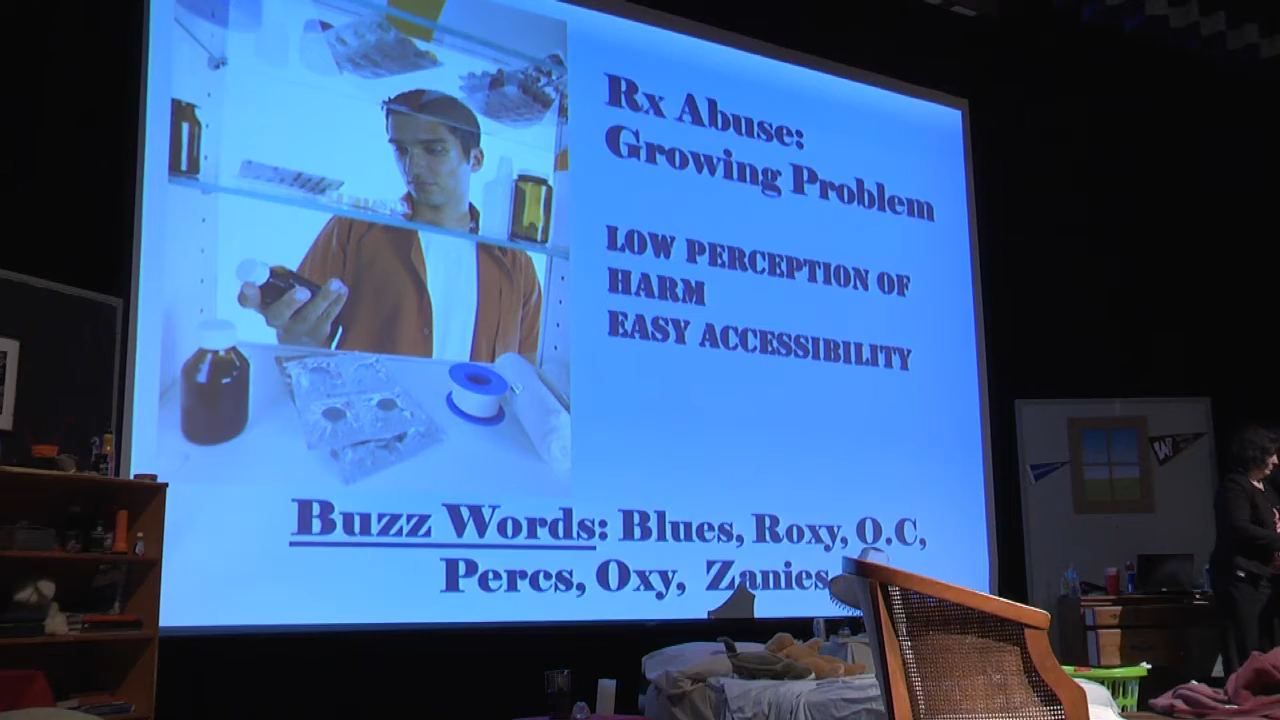 Rx Abuse:
Growing Problem
LOW PERCEPTION OF
HARM
EASY ACCESSIBILITY
Buzz Words: Blues, Roxy, O.C,
Percs, Oxy, Zanies
W